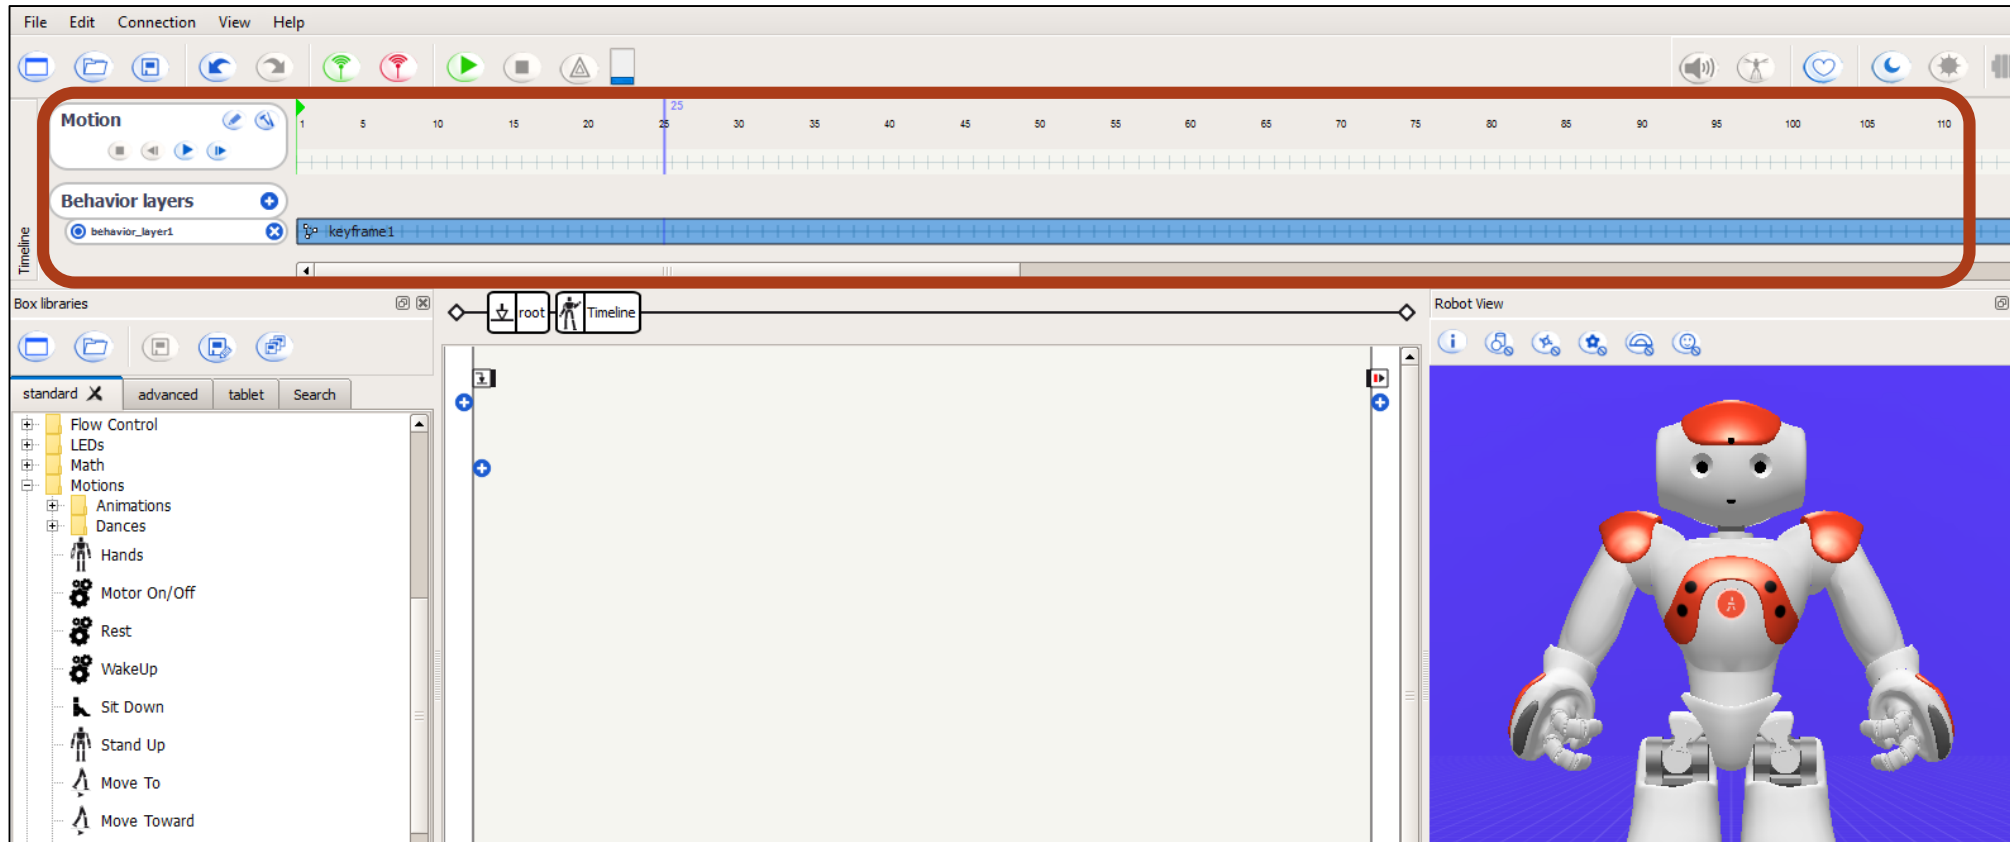 File Edit Connection View Help
Timeline
Motion
25
1 5 10 15 20 25 30 35 40 45 50 55 60 65 70 75 80 85 90 95 100 105 110
Behavior layers
behavior_layer1
keyframe1
Box libraries
root Timeline
Robot View
standard advanced tablet Search
Flow Control
LEDs
Math
Motions
Animations
Dances
Hands
Motor On/Off
Rest
WakeUp
Sit Down
Stand Up
Move To
Move Toward